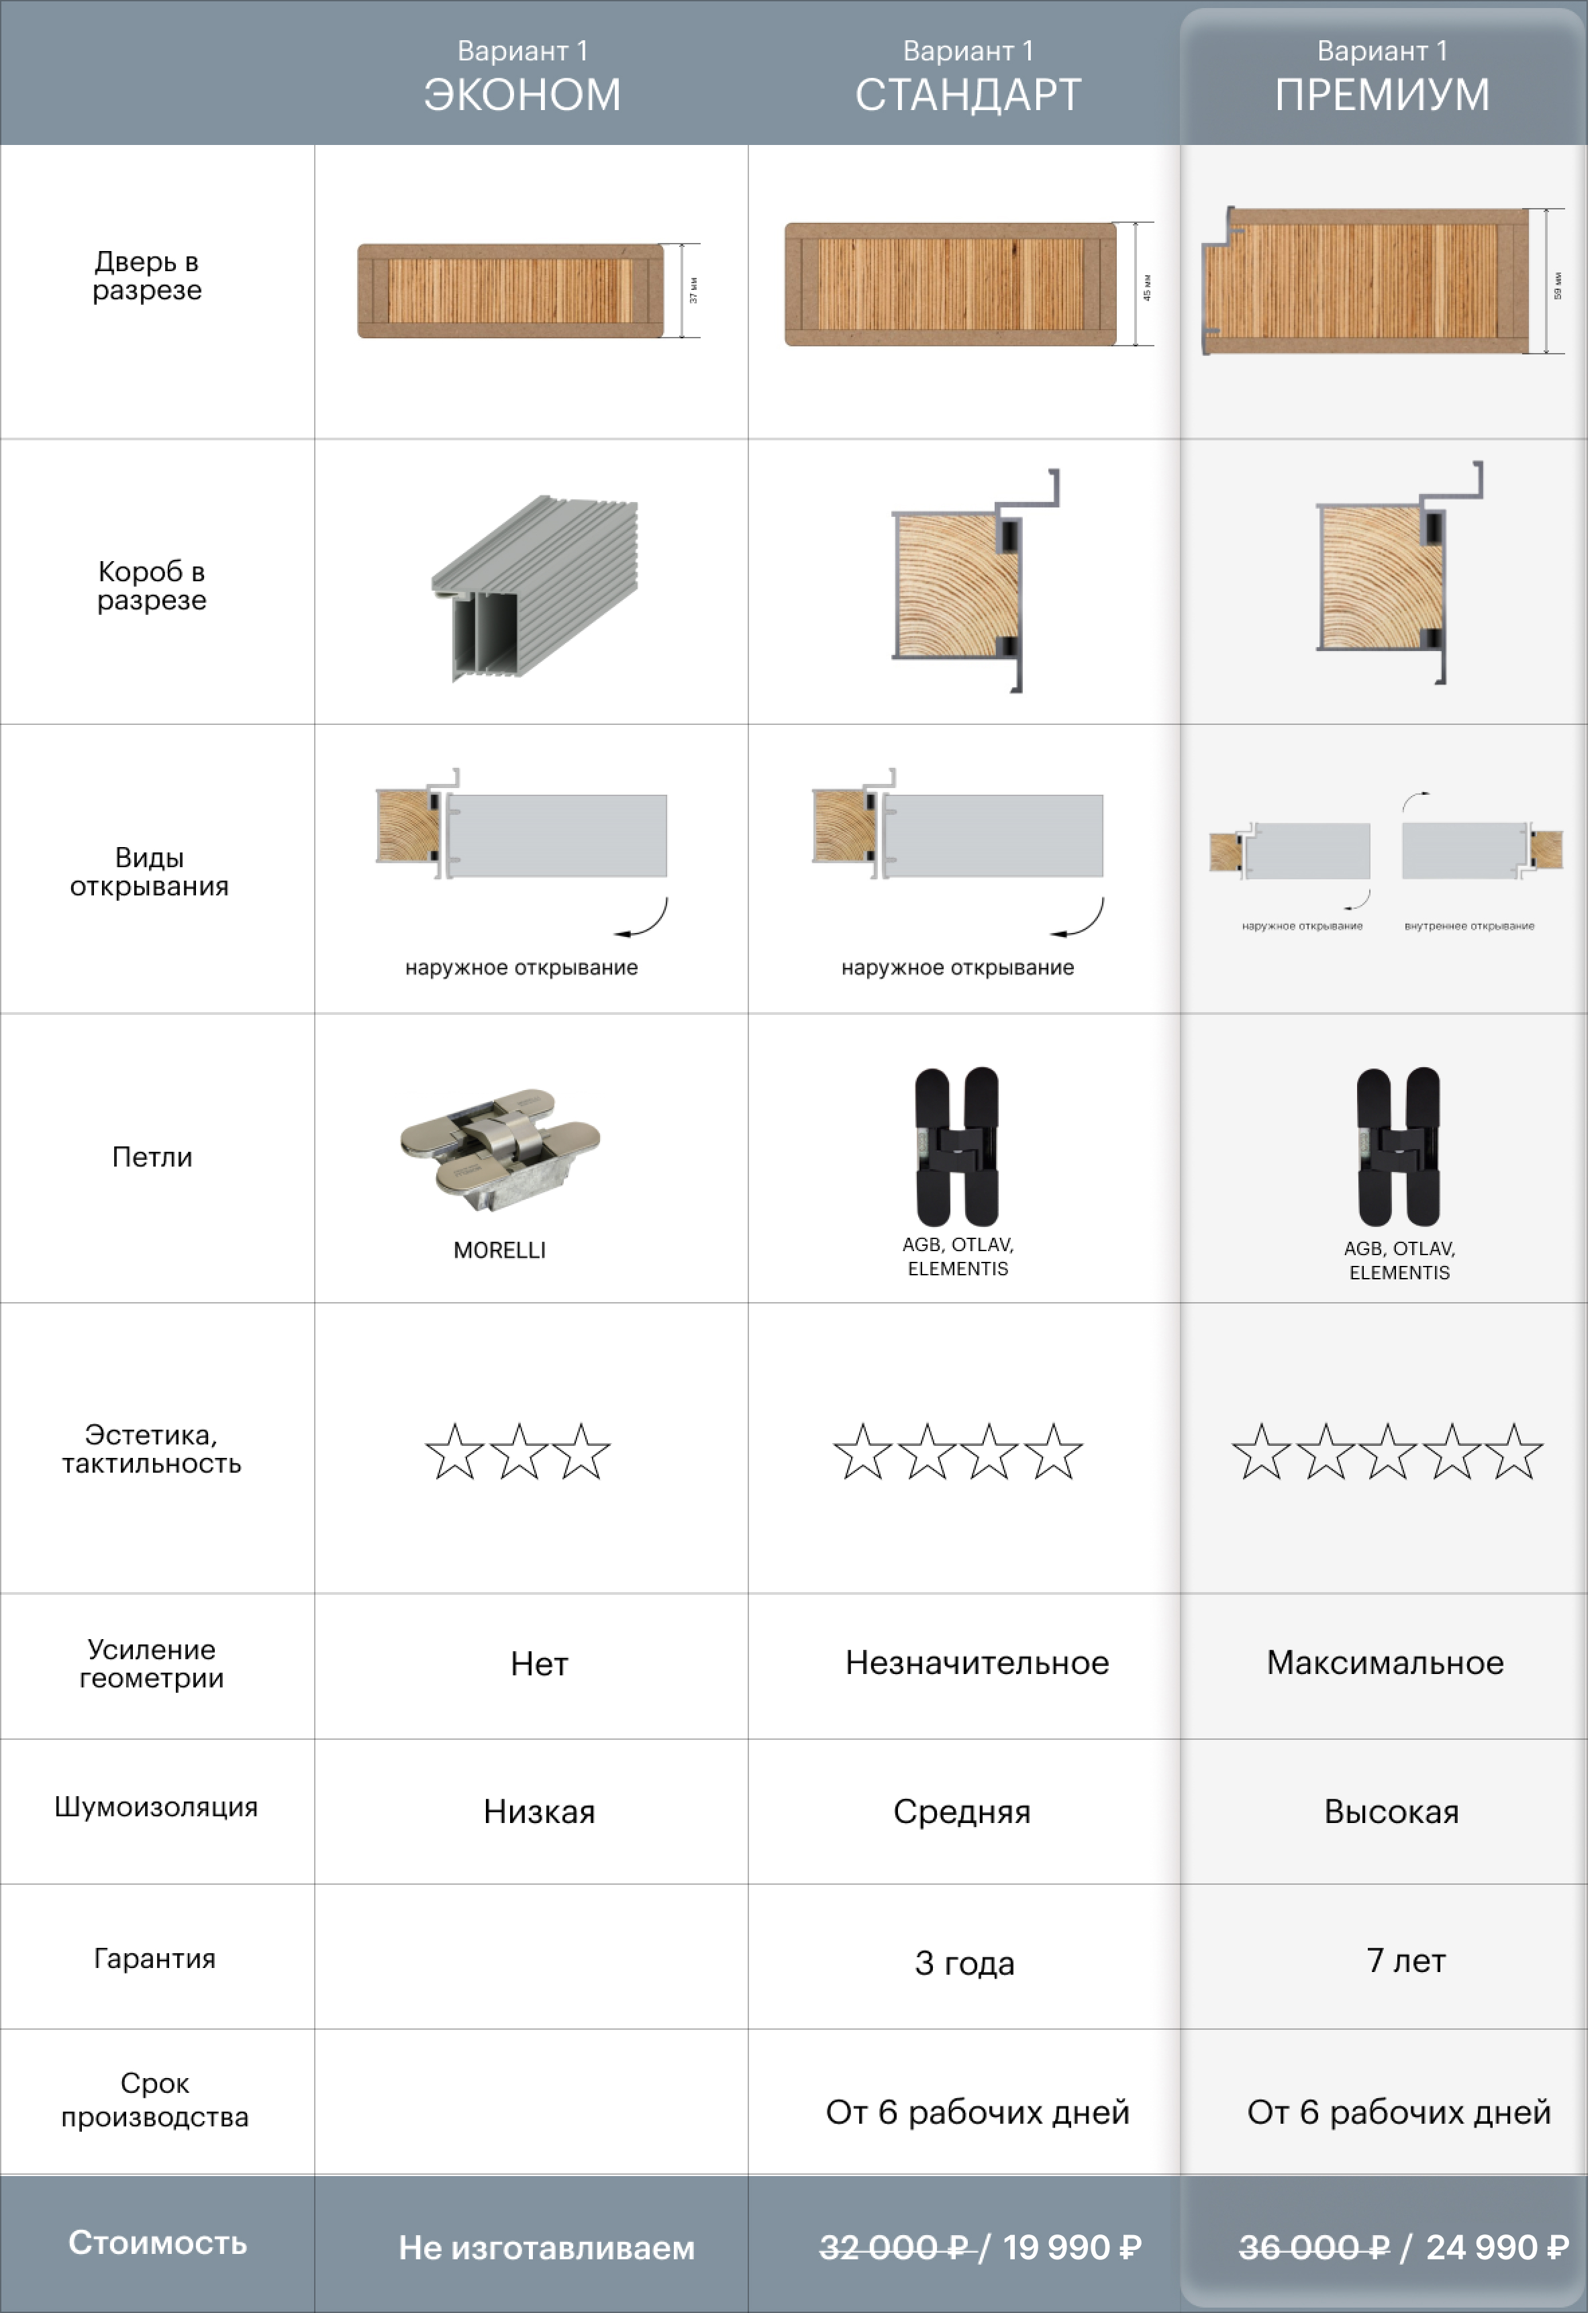 Вариант 1
ЭКОНОМ
Вариант 1
СТАНДАРТ
Вариант 1
ПРЕМИУМ
Дверь в
разрезе
37 мм
45 мм
59 мм
Короб в
разрезе
Виды
открывания
наружное открывание
наружное открывание
наружное открывание
внутреннее открывание
Петли
MORELLI
AGB, OTLAV,
ELEMENTIS
AGB, OTLAV,
ELEMENTIS
Эстетика,
тактильность
Усиление
геометрии
Нет
Незначительное
Максимальное
Шумоизоляция
Низкая
Средняя
Высокая
Гарантия
3 года
7 лет
Срок
производства
От 6 рабочих дней
От 6 рабочих дней
Стоимость
Не изготавливаем
32 000 ₽ / 19 990 ₽
36 000 ₽ / 24 990 ₽